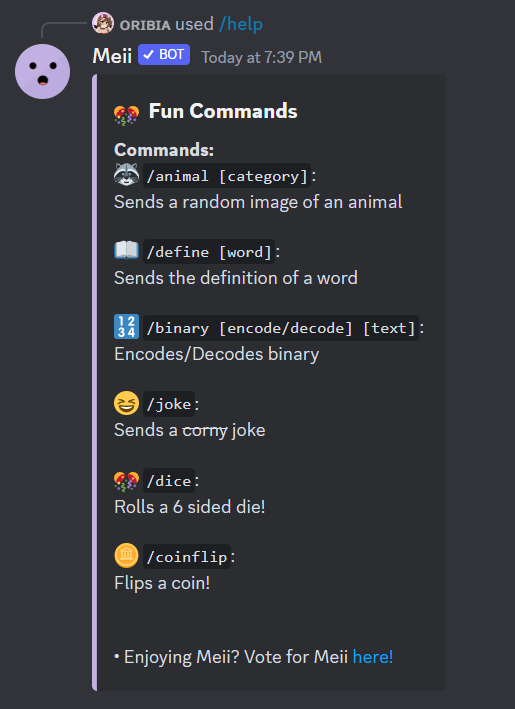 ORIBIA used /help
Meii ✓ BOT Today at 7:39 PM
Fun Commands
Commands:
/animal [category]:
Sends a random image of an animal
/define [word]:
Sends the definition of a word
1234 /binary [encode/decode] [text]:
Encodes/Decodes binary
/joke:
Sends a corny joke
/dice:
Rolls a 6 sided die!
/coinflip:
Flips a coin!
• Enjoying Meii? Vote for Meii here!